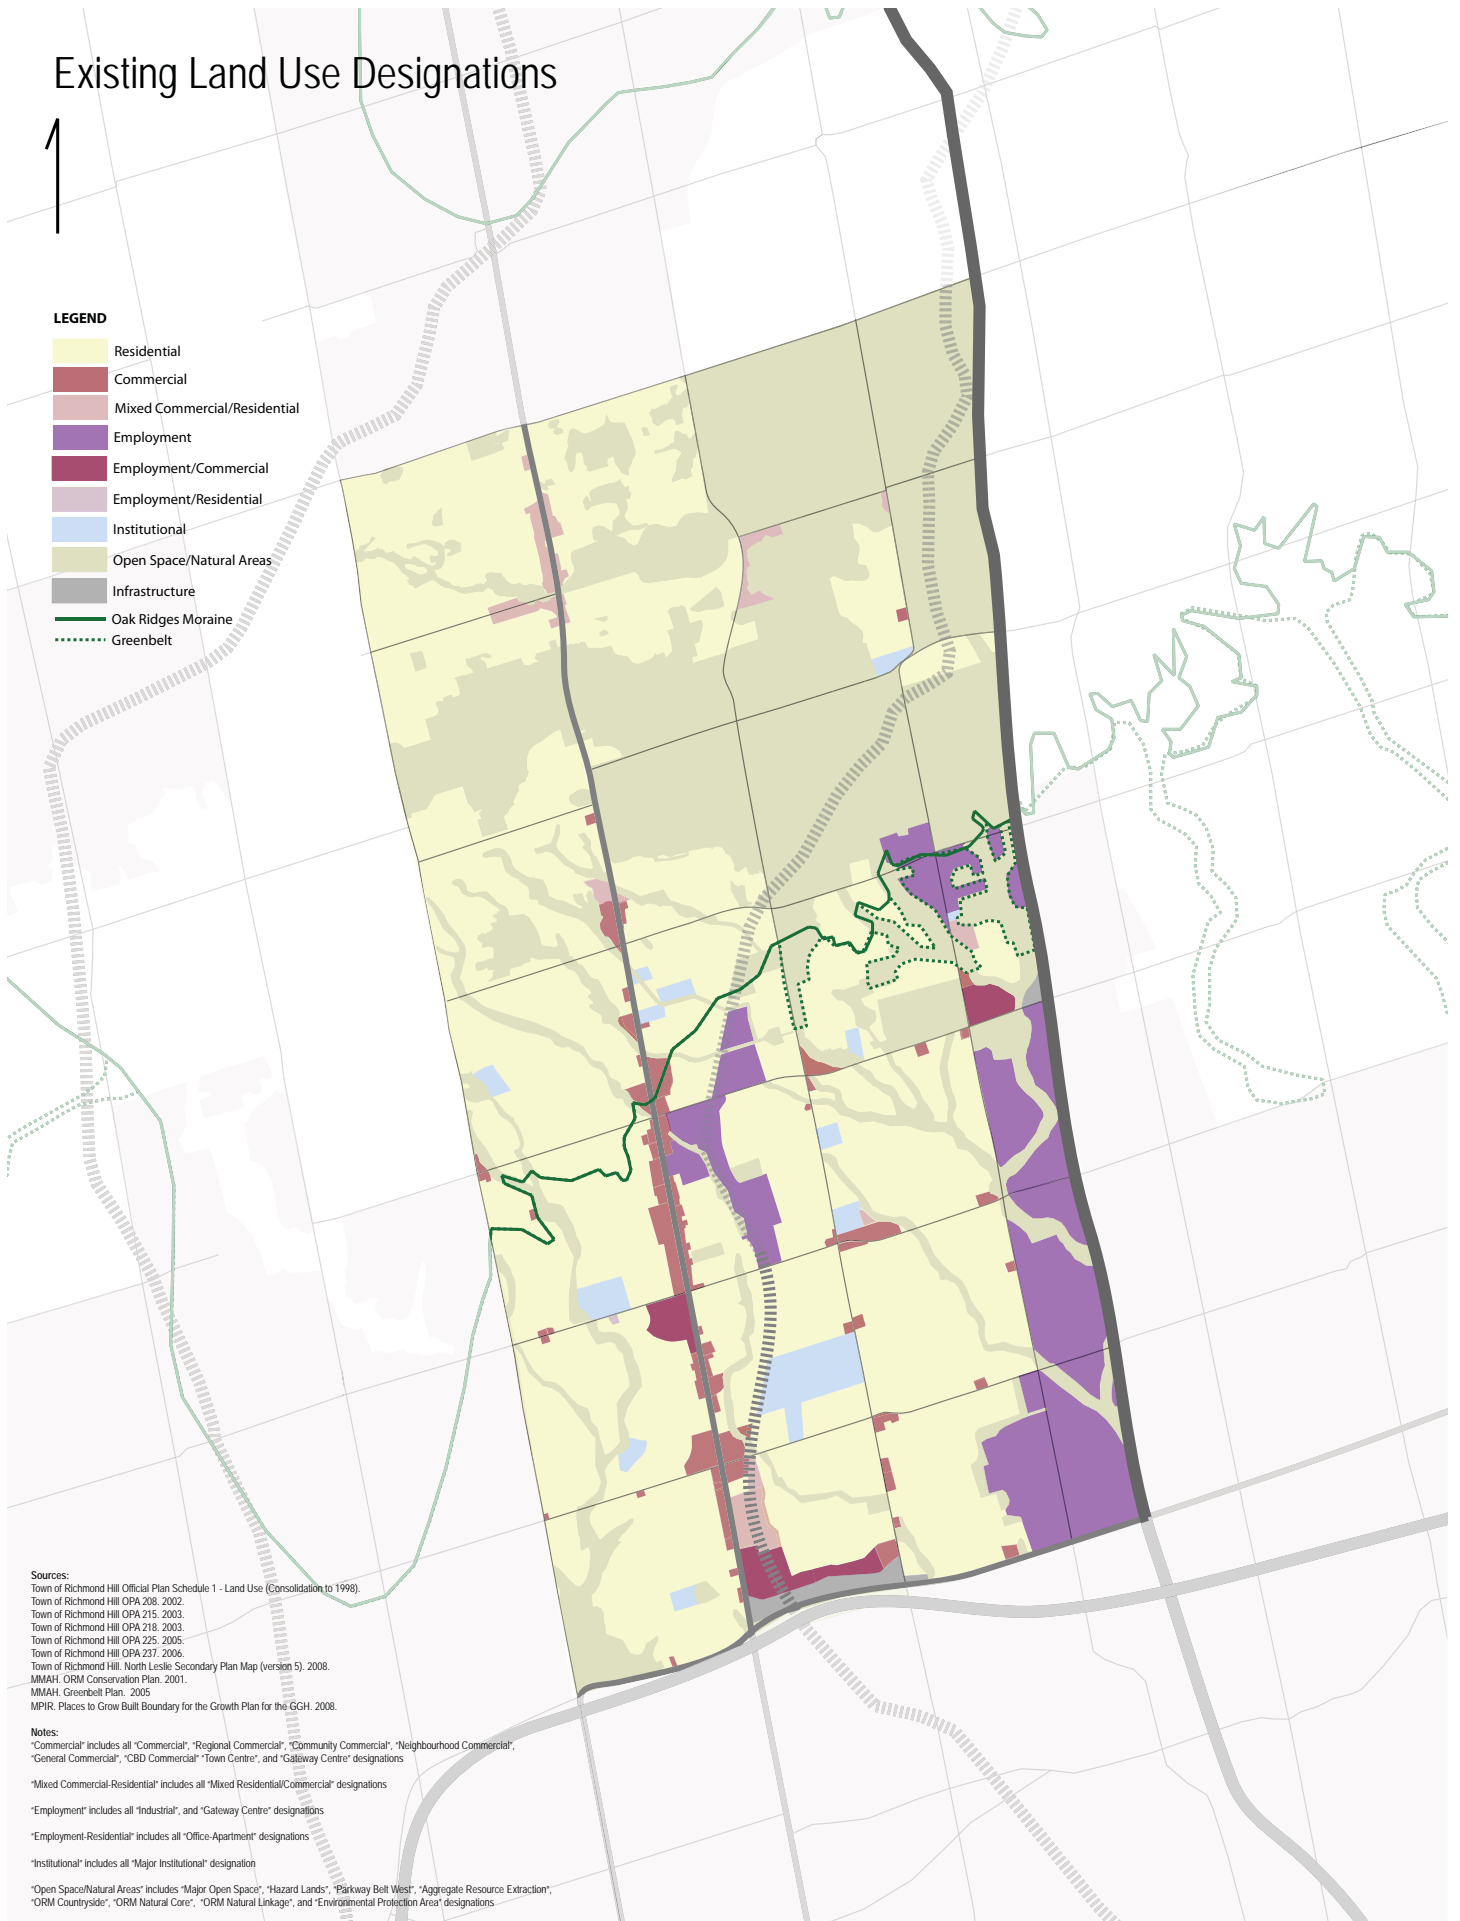 Existing Land Use Designations
LEGEND
Residential
Commercial
Mixed Commercial/Residential
Employment
Employment/Commercial
Employment/Residential
Institutional
Open Space/Natural Areas
Infrastructure
Oak Ridges Moraine
Greenbelt
Sources:
Town of Richmond Hill Official Plan Schedule 1 - Land Use (Consolidation to 1998).
Town of Richmond Hill OPA 208. 2002.
Town of Richmond Hill OPA 215. 2003.
Town of Richmond Hill OPA 218. 2003.
Town of Richmond Hill OPA 225. 2005.
Town of Richmond Hill OPA 237. 2006.
Town of Richmond Hill. North Leslie Secondary Plan Map (version 5). 2008.
MMAH. ORM Conservation Plan. 2001.
MMAH. Greenbelt Plan. 2005
MPIR. Places to Grow Built Boundary for the Growth Plan for the GGH. 2008.
Notes:
"Commercial" includes all "Commercial", "Regional Commercial", "Community Commercial", "Neighbourhood Commercial",
"General Commercial", "CBD Commercial" "Town Centre", and "Gateway Centre" designations
"Mixed Commercial-Residential" includes all "Mixed Residential/Commercial" designations
"Employment" includes all "Industrial", and "Gateway Centre" designations
"Employment-Residential" includes all "Office-Apartment" designations
"Institutional" includes all "Major Institutional" designation
"Open Space/Natural Areas" includes "Major Open Space", "Hazard Lands", "Parkway Belt West", "Aggregate Resource Extraction",
"ORM Countryside", "ORM Natural Core", "ORM Natural Linkage", and "Environmental Protection Area" designations